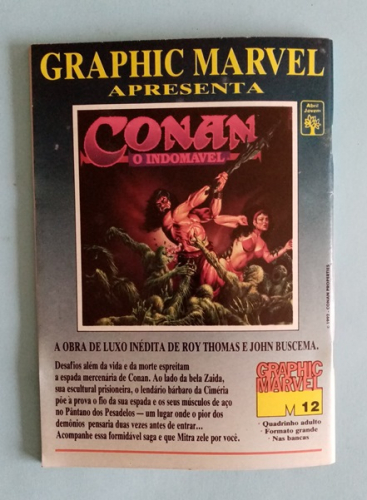 GRAPHIC MARVEL
APRESENTA
Abril
Jovem
CONAN
O INDOMÁVEL
A OBRA DE LUXO INÉDITA DE ROY THOMAS E JOHN BUSCEMA.
Desafios além da vida e da morte espreitam
a espada mercenária de Conan. Ao lado da bela Zaida,
sua escultural prisioneira, o lendário bárbaro da Ciméria
põe à prova o fio da sua espada e os seus músculos de aço
no Pântano dos Pesadelos — um lugar onde o pior dos
demônios pensaria duas vezes antes de entrar...
Acompanhe essa formidável saga e que Mitra zele por você.
GRAPHIC
MARVEL
M 12
· Quadrinho adulto
· Formato grande
· Nas bancas